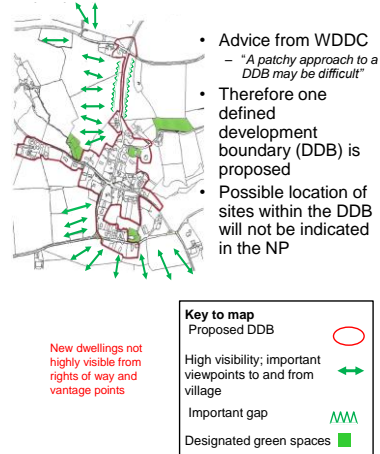 • Advice from WDDC
– "A patchy approach to a
DDB may be difficult"
• Therefore one
defined
development
boundary (DDB) is
proposed
• Possible location of
sites within the DDB
will not be indicated
in the NP
New dwellings not
highly visible from
rights of way and
vantage points
Key to map
Proposed DDB
High visibility; important
viewpoints to and from
village
Important gap
Designated green spaces